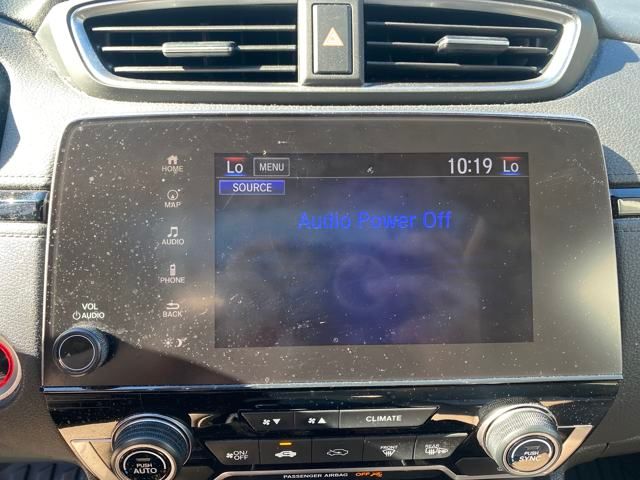 Lo MENU 10:19 Lo
SOURCE
Audio Power Off
HOME
MAP
AUDIO
PHONE
BACK
VOL
AUDIO
CLIMATE
ON/
OFF
FRONT
REAR
PUSH
AUTO
PUSH
SYNC
PASSENGER AIRBAG OFF